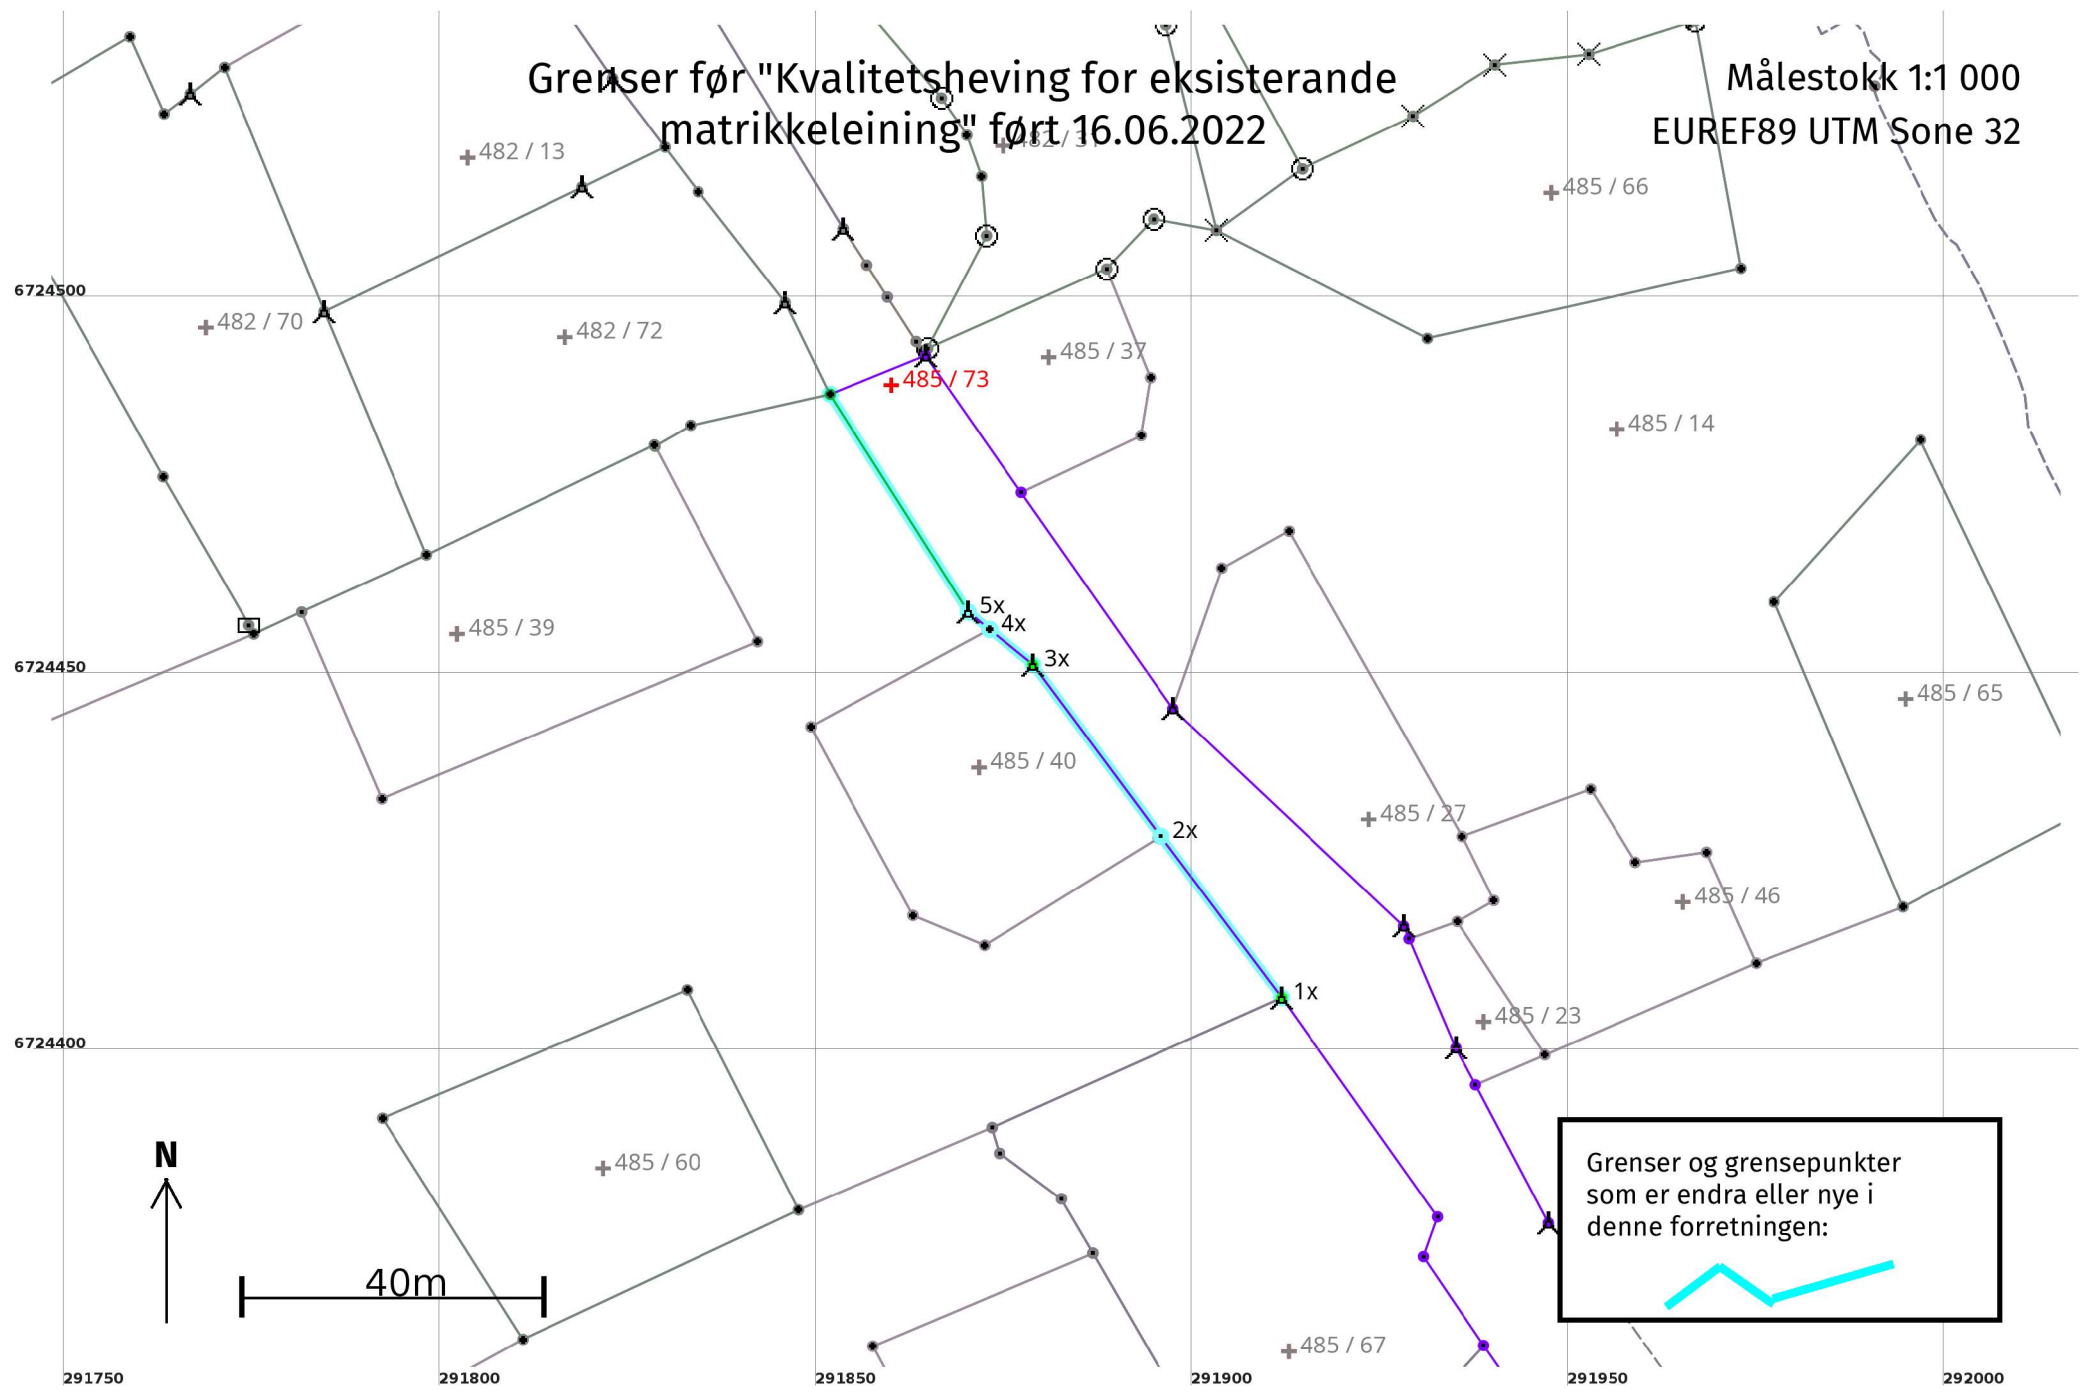 Grenser før "Kvalitetsheving for eksisterande
matrikkeleining" ført 16.06.2022
Målestokk 1:1 000
EUREF89 UTM Sone 32
482 / 13
482 / 31
485 / 66
6724500
482 / 70
482 / 72
485 / 37
485 / 73
485 / 14
5x
4x
3x
485 / 39
6724450
485 / 65
485 / 40
2x
485 / 27
485 / 46
1x
485 / 23
6724400
N
485 / 60
40m
485 / 67
Grenser og grensepunkter
som er endra eller nye i
denne forretningen:
291750
291800
291850
291900
291950
292000